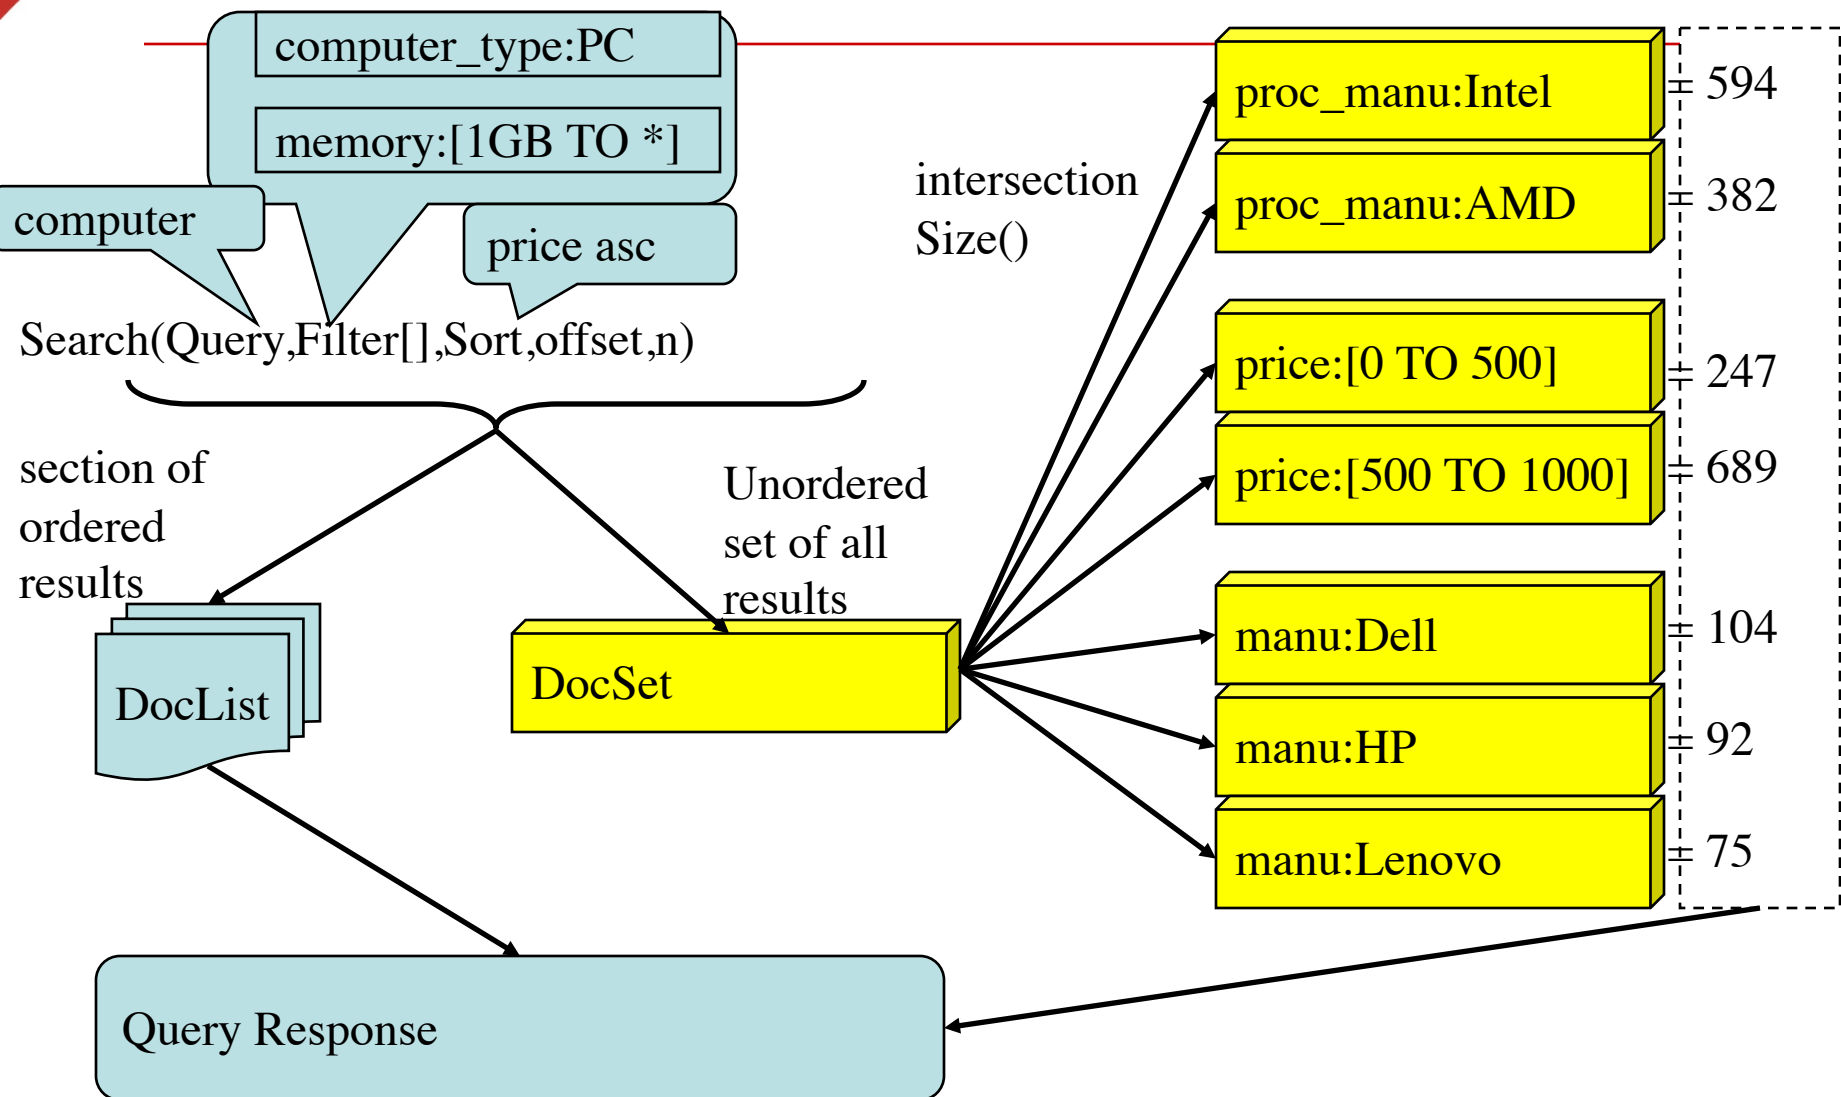 computer_type:PC
memory:[1GB TO *]
computer
price asc
Search(Query,Filter[],Sort,offset,n)
section of
ordered
results
Unordered
set of all
results
DocList
DocSet
intersection
Size()
proc_manu:Intel
= 594
proc_manu:AMD
= 382
price:[0 TO 500]
= 247
price:[500 TO 1000]
= 689
manu:Dell
= 104
manu:HP
= 92
manu:Lenovo
= 75
Query Response